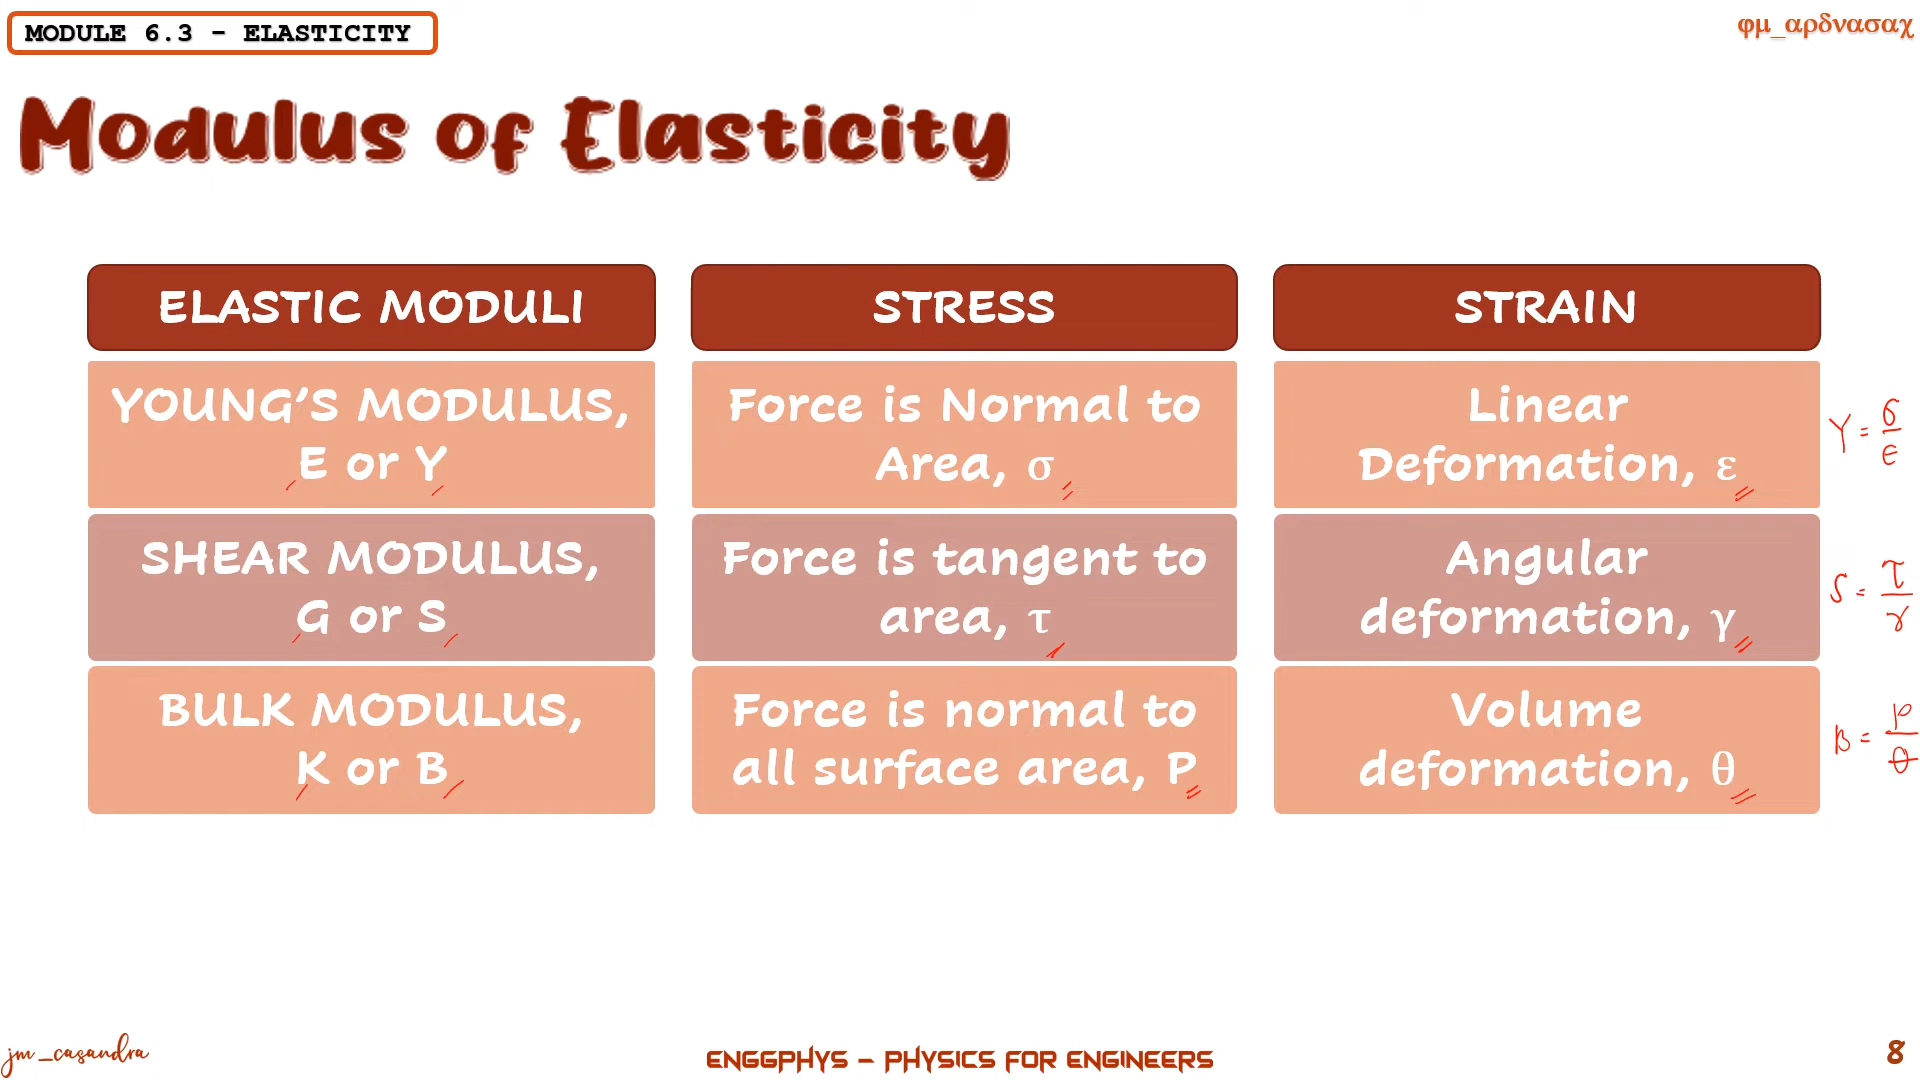 MODULE 6.3 - ELASTICITY
φμ_αρδνασαχ
Modulus of Elasticity
ELASTIC MODULI
STRESS
STRAIN
YOUNG'S MODULUS,
E or Y
Force is Normal to
Area, σ
Linear
Deformation, ε
Y = σ/ε
SHEAR MODULUS,
G or S
Force is tangent to
area, τ
Angular
deformation, γ
S = τ/γ
BULK MODULUS,
K or B
Force is normal to
all surface area, P
Volume
deformation, θ
B = P/θ
jm_casandra
ENGGPHYS – PHYSICS FOR ENGINEERS
8